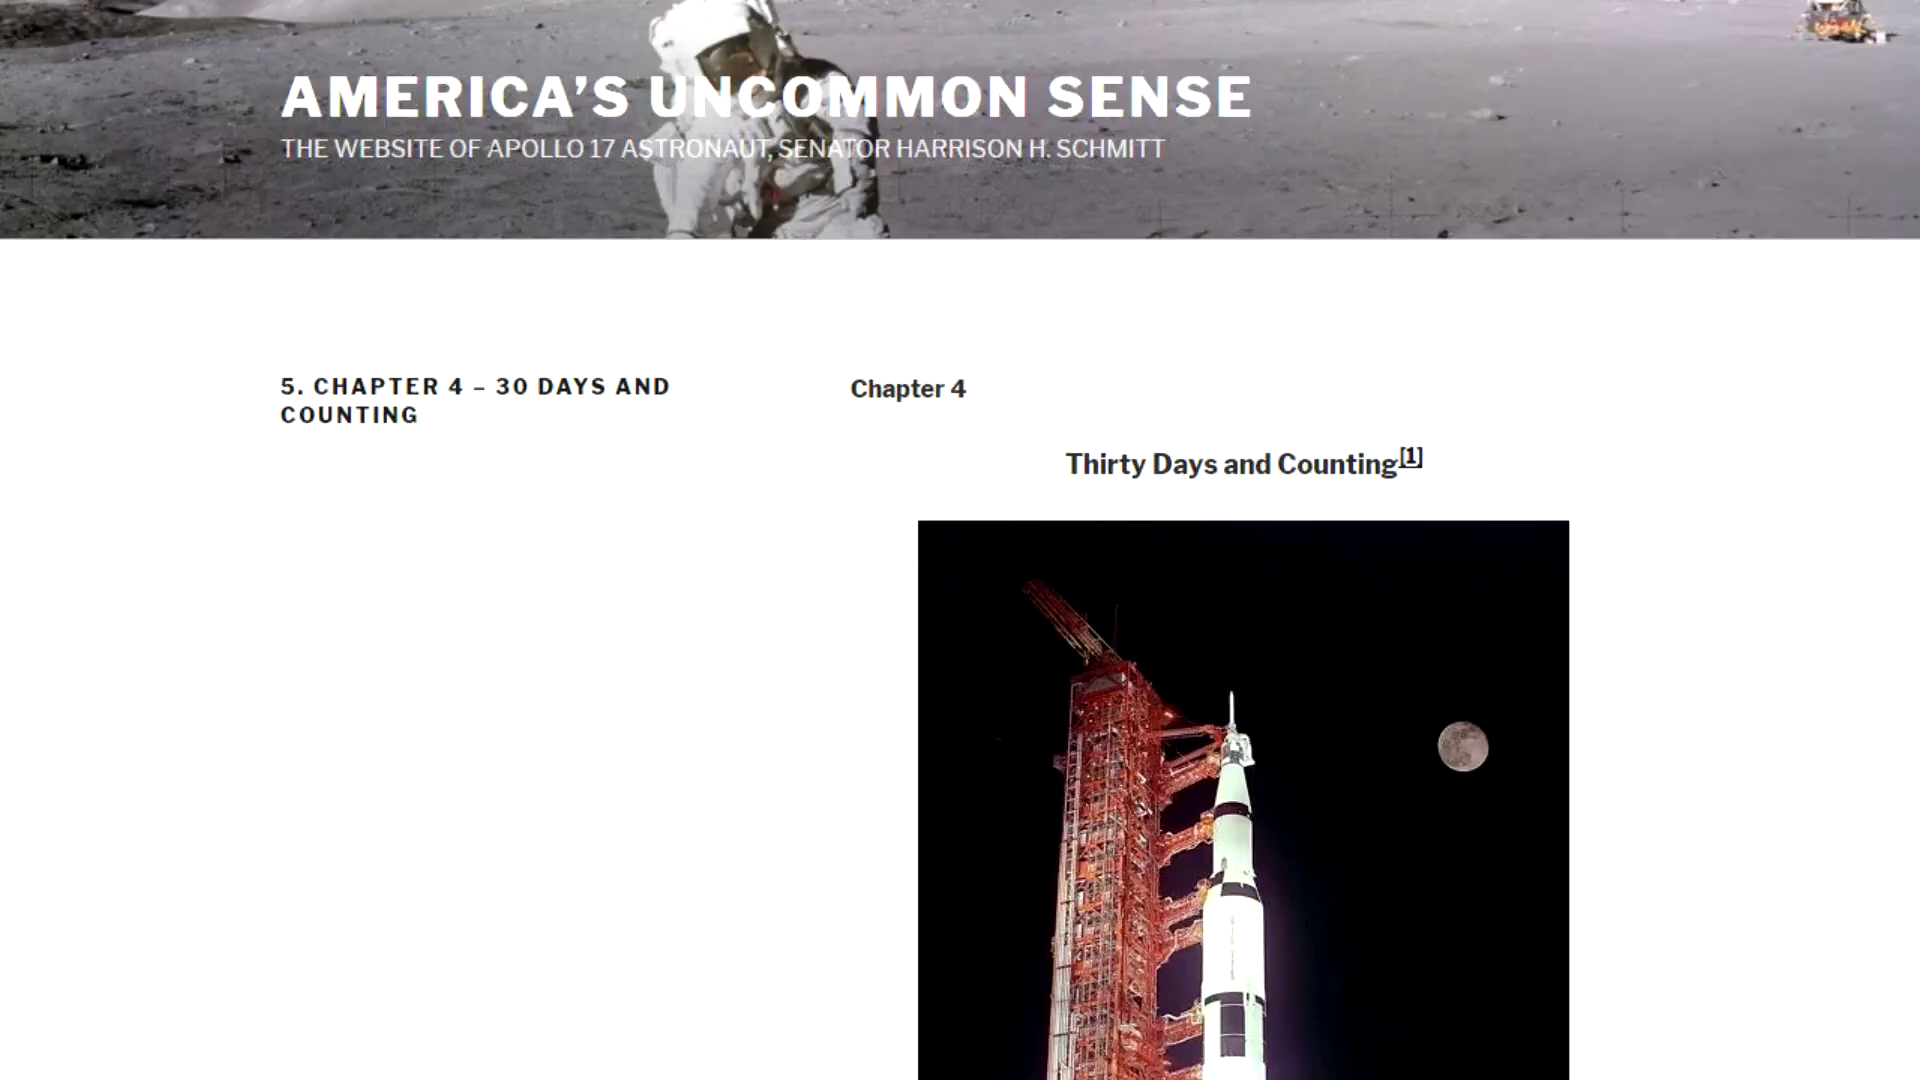 AMERICA’S UNCOMMON SENSE
THE WEBSITE OF APOLLO 17 ASTRONAUT, SENATOR HARRISON H. SCHMITT
5. CHAPTER 4 – 30 DAYS AND
COUNTING
Chapter 4
Thirty Days and Counting[1]